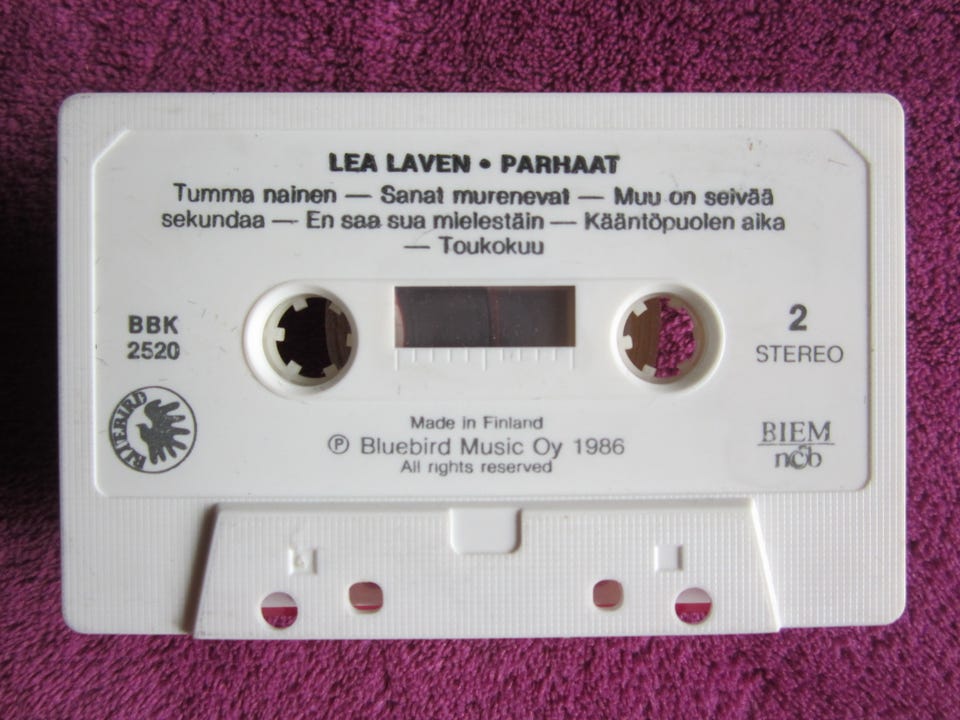 LEA LAVEN • PARHAAT
Tumma nainen — Sanat murenevat — Muu on seivää
sekundaa — En saa sua mielestäin — Kääntöpuolen aika
— Toukokuu
BBK
2520
2
STEREO
BLUEBIRD
Made in Finland
Ⓟ Bluebird Music Oy 1986
All rights reserved
BIEM
ncb